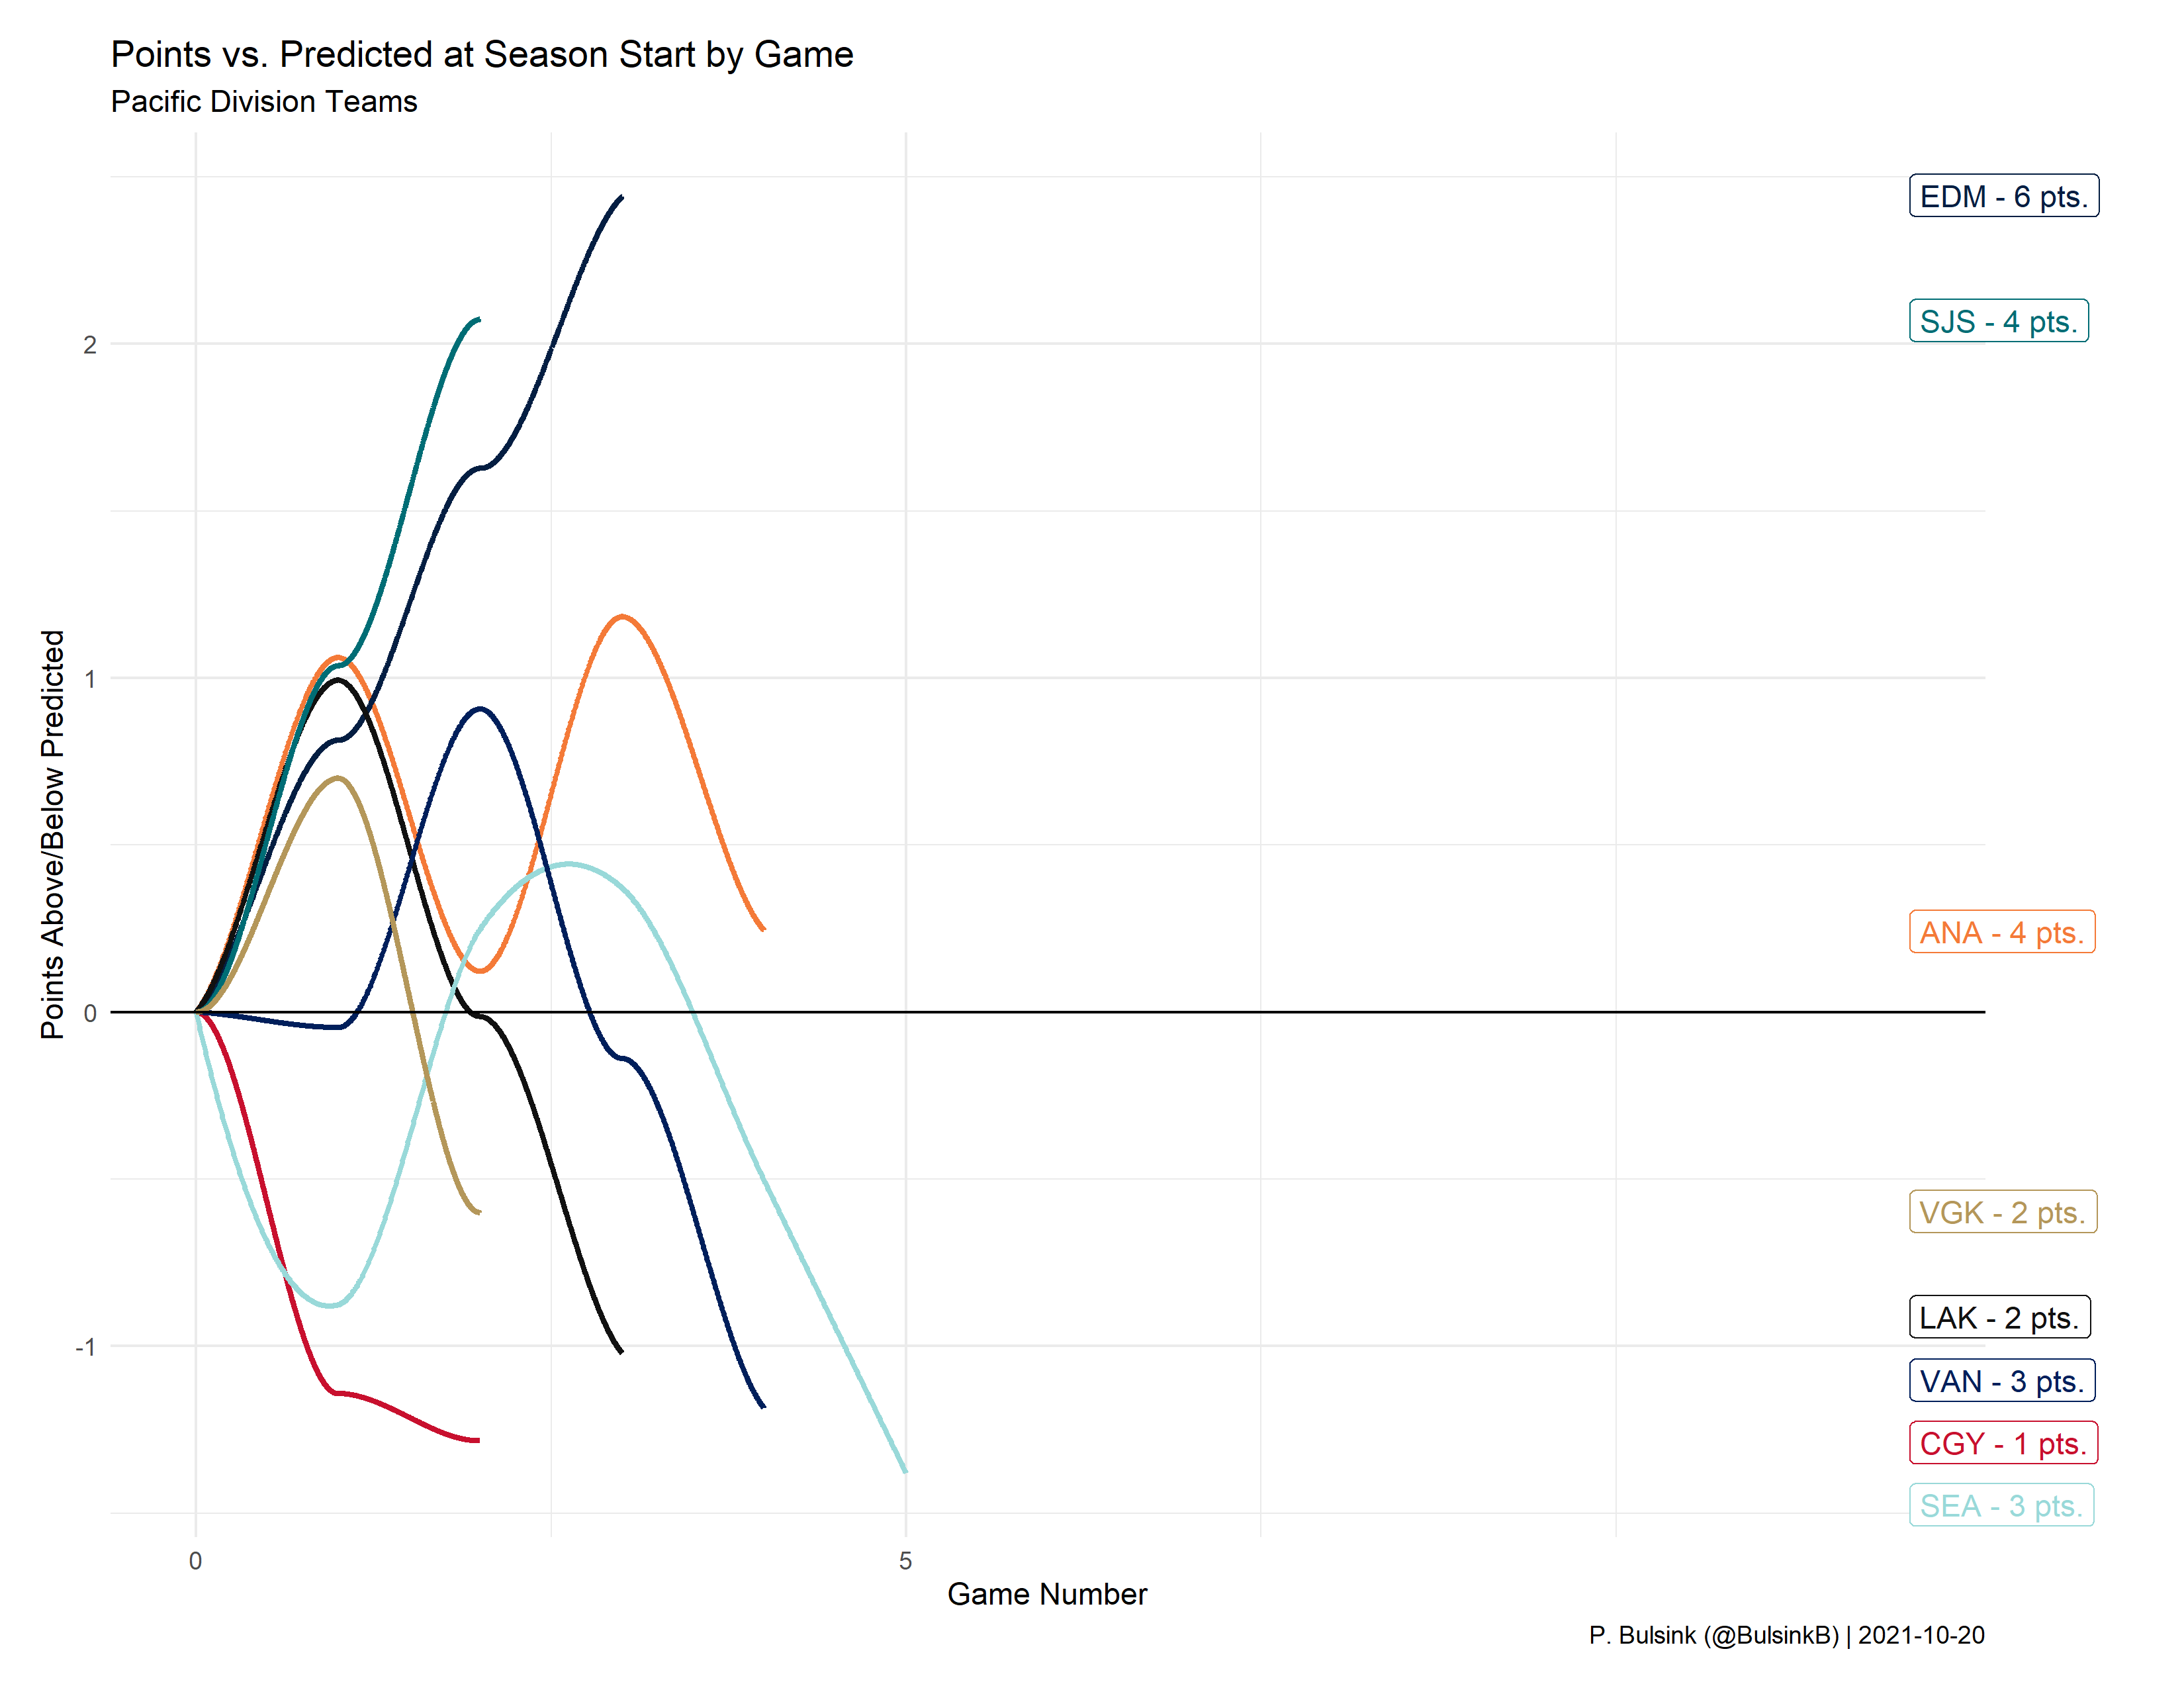 Points vs. Predicted at Season Start by Game
Pacific Division Teams
Points Above/Below Predicted
2
1
0
-1
EDM - 6 pts.
SJS - 4 pts.
ANA - 4 pts.
VGK - 2 pts.
LAK - 2 pts.
VAN - 3 pts.
CGY - 1 pts.
SEA - 3 pts.
0
5
Game Number
P. Bulsink (@BulsinkB) | 2021-10-20